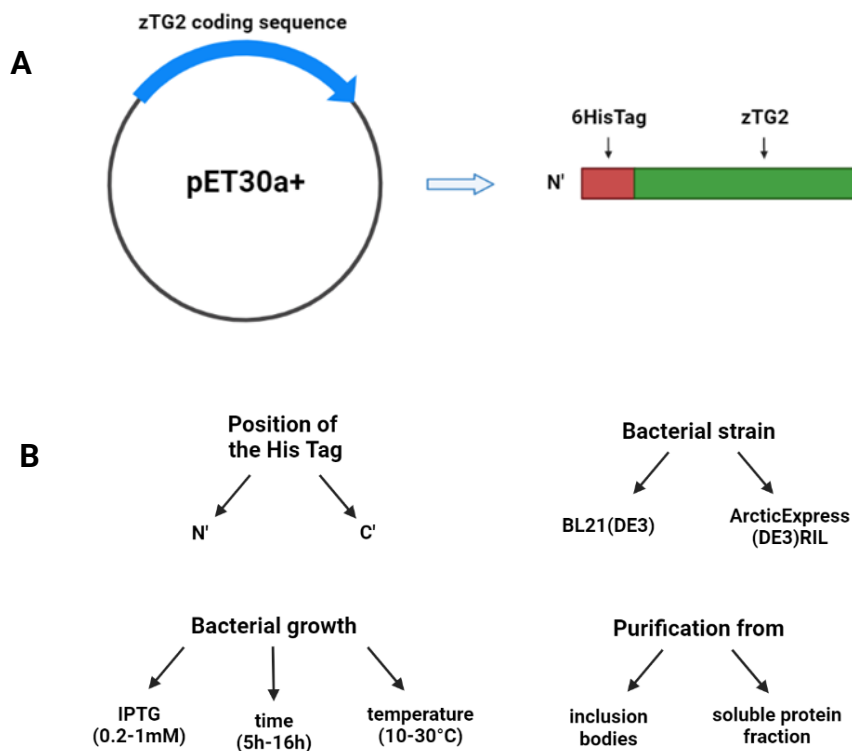 zTG2 coding sequence
A
pET30a+
6HisTag
zTG2
N'
B
Position of
the His Tag
N'
C'
Bacterial strain
BL21(DE3)
ArcticExpress
(DE3)RIL
Bacterial growth
IPTG
(0.2-1mM)
time
(5h-16h)
temperature
(10-30°C)
Purification from
inclusion
bodies
soluble protein
fraction